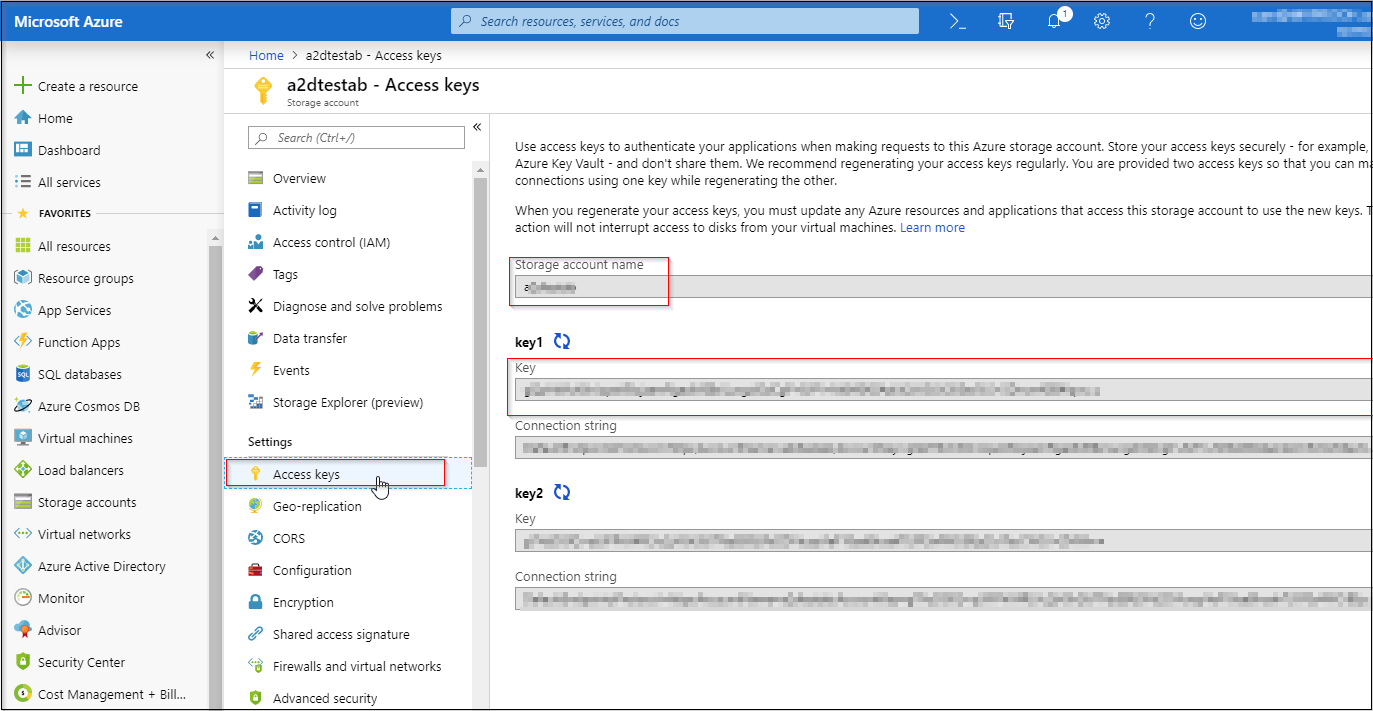 Microsoft Azure
Search resources, services, and docs
1
Create a resource
Home
Dashboard
All services
FAVORITES
All resources
Resource groups
App Services
Function Apps
SQL databases
Azure Cosmos DB
Virtual machines
Load balancers
Storage accounts
Virtual networks
Azure Active Directory
Monitor
Advisor
Security Center
Cost Management + Bill...
Home > a2dtestab - Access keys
a2dtestab - Access keys
Storage account
Search (Ctrl+/)
Overview
Activity log
Access control (IAM)
Tags
Diagnose and solve problems
Data transfer
Events
Storage Explorer (preview)
Settings
Access keys
Geo-replication
CORS
Configuration
Encryption
Shared access signature
Firewalls and virtual networks
Advanced security
Use access keys to authenticate your applications when making requests to this Azure storage account. Store your access keys securely - for example,
Azure Key Vault - and don't share them. We recommend regenerating your access keys regularly. You are provided two access keys so that you can ma
connections using one key while regenerating the other.
When you regenerate your access keys, you must update any Azure resources and applications that access this storage account to use the new keys. T
action will not interrupt access to disks from your virtual machines. Learn more
Storage account name
key1
Key
Connection string
key2
Key
Connection string